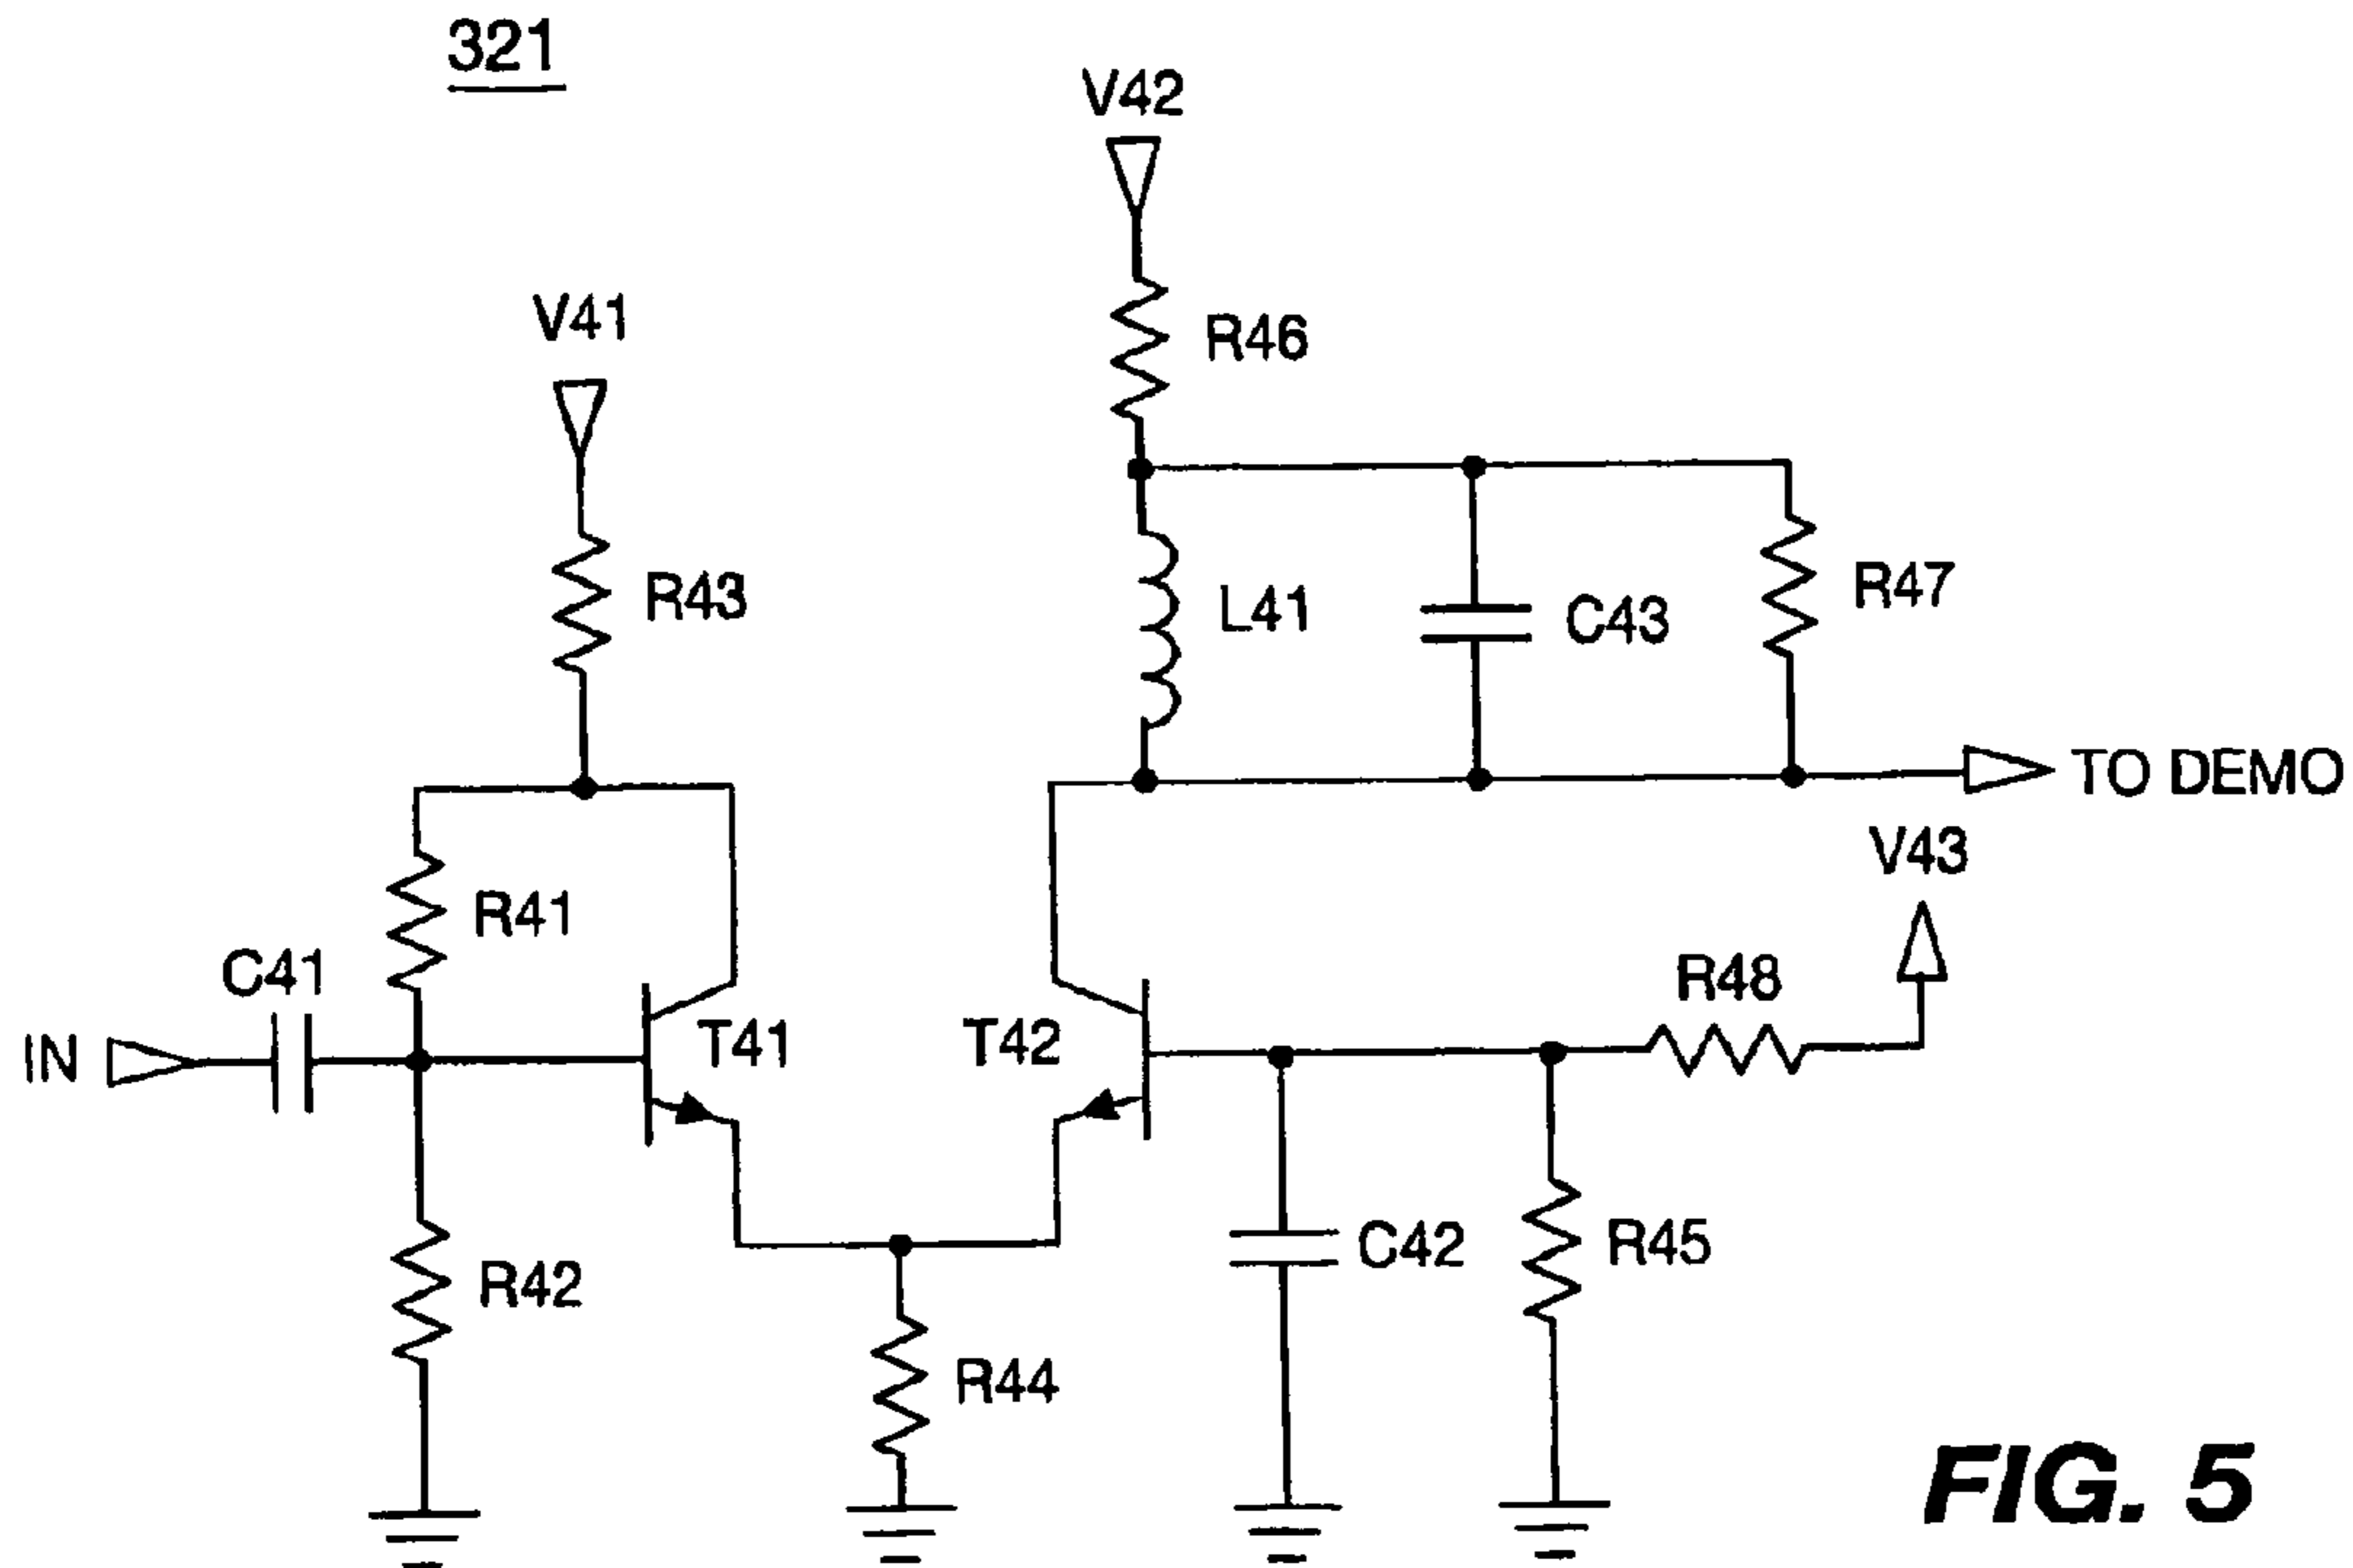 321
V42
V41
R46
R43
L41
C43
R47
TO DEMO
V43
R41
C41
R48
IN
T41
T42
C42
R45
R42
R44
FIG. 5